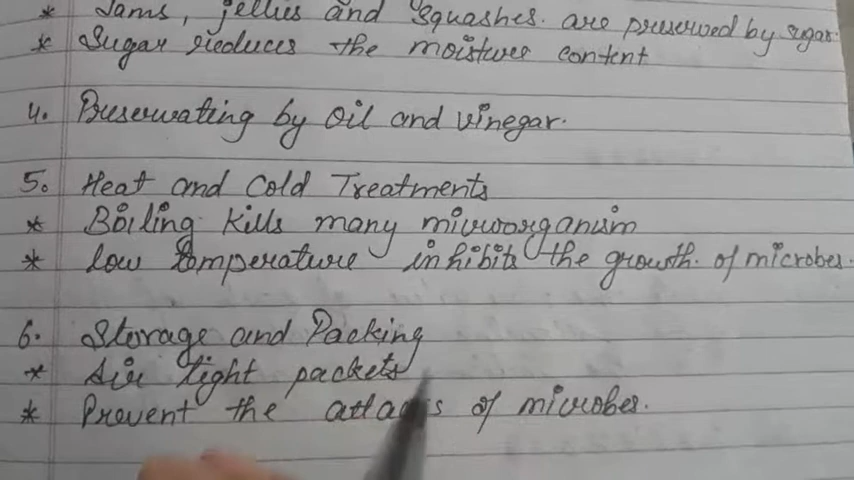 * Jams, jellies and squashes. are preserved by sugar.
* Sugar reduces the moisture content
4. Preservating by Oil and vinegar.
5. Heat and Cold Treatments
* Boiling kills many microorganism
* low temperature inhibits the growth. of microbes.
6. Storage and Packing
* Air tight packets
* Prevent the attacks of microbes.